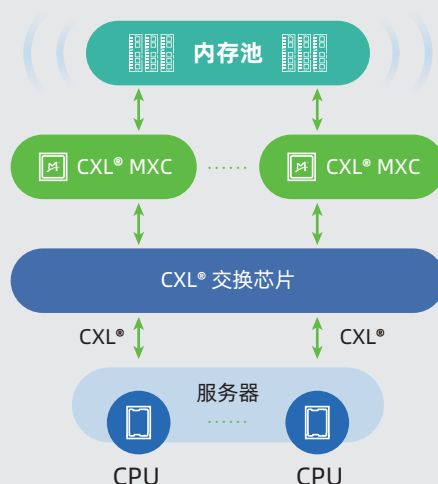 内存池
CXL® MXC ...... CXL® MXC
CXL® 交换芯片
CXL® CXL®
服务器
......
CPU CPU